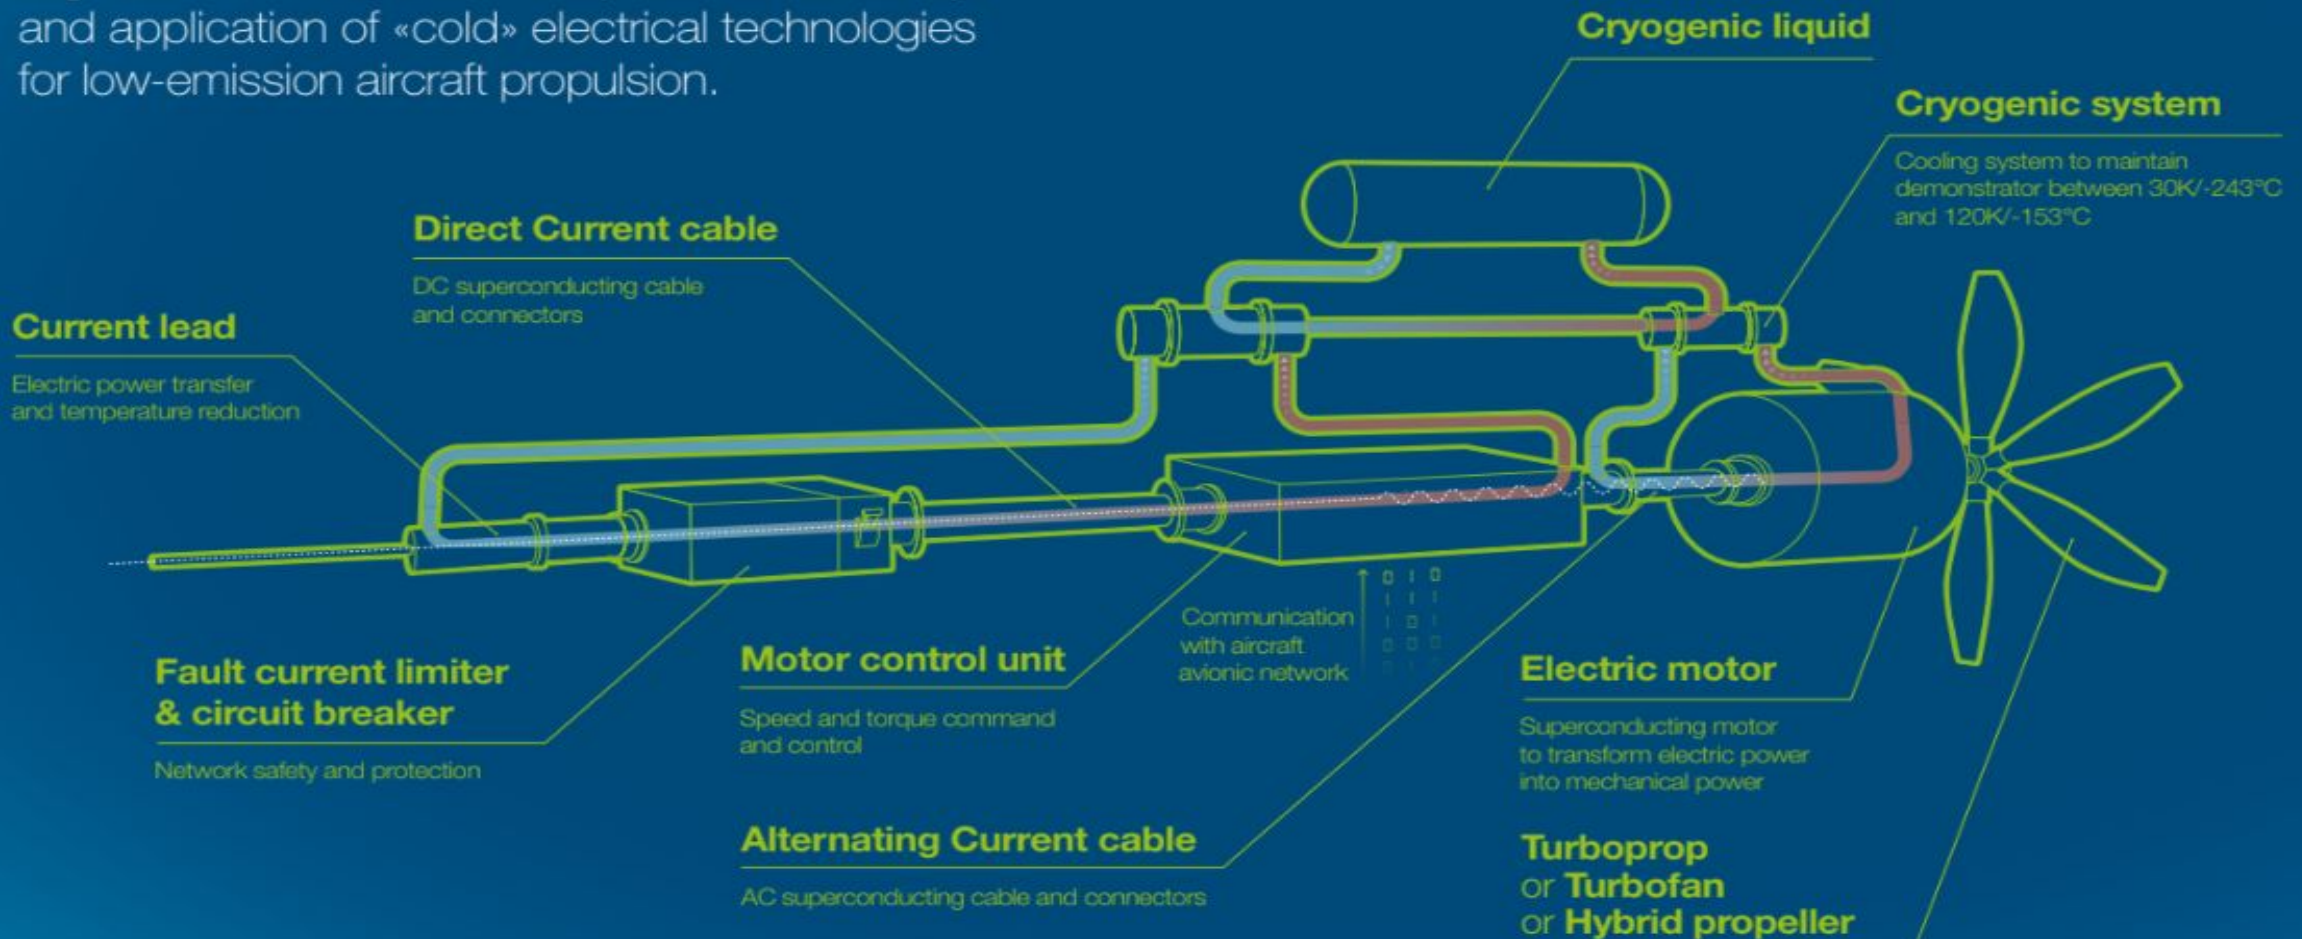 and application of «cold» electrical technologies
for low-emission aircraft propulsion.
Cryogenic liquid
Cryogenic system
Cooling system to maintain
demonstrator between 30K/-243°C
and 120K/-153°C
Direct Current cable
DC superconducting cable
and connectors
Current lead
Electric power transfer
and temperature reduction
Fault current limiter
& circuit breaker
Network safety and protection
Motor control unit
Speed and torque command
and control
Communication
with aircraft
avionic network
Alternating Current cable
AC superconducting cable and connectors
Electric motor
Superconducting motor
to transform electric power
into mechanical power
Turboprop
or Turbofan
or Hybrid propeller